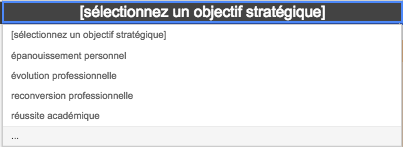 [sélectionnez un objectif stratégique]
[sélectionnez un objectif stratégique]
épanouissement personnel
évolution professionnelle
reconversion professionnelle
réussite académique
...